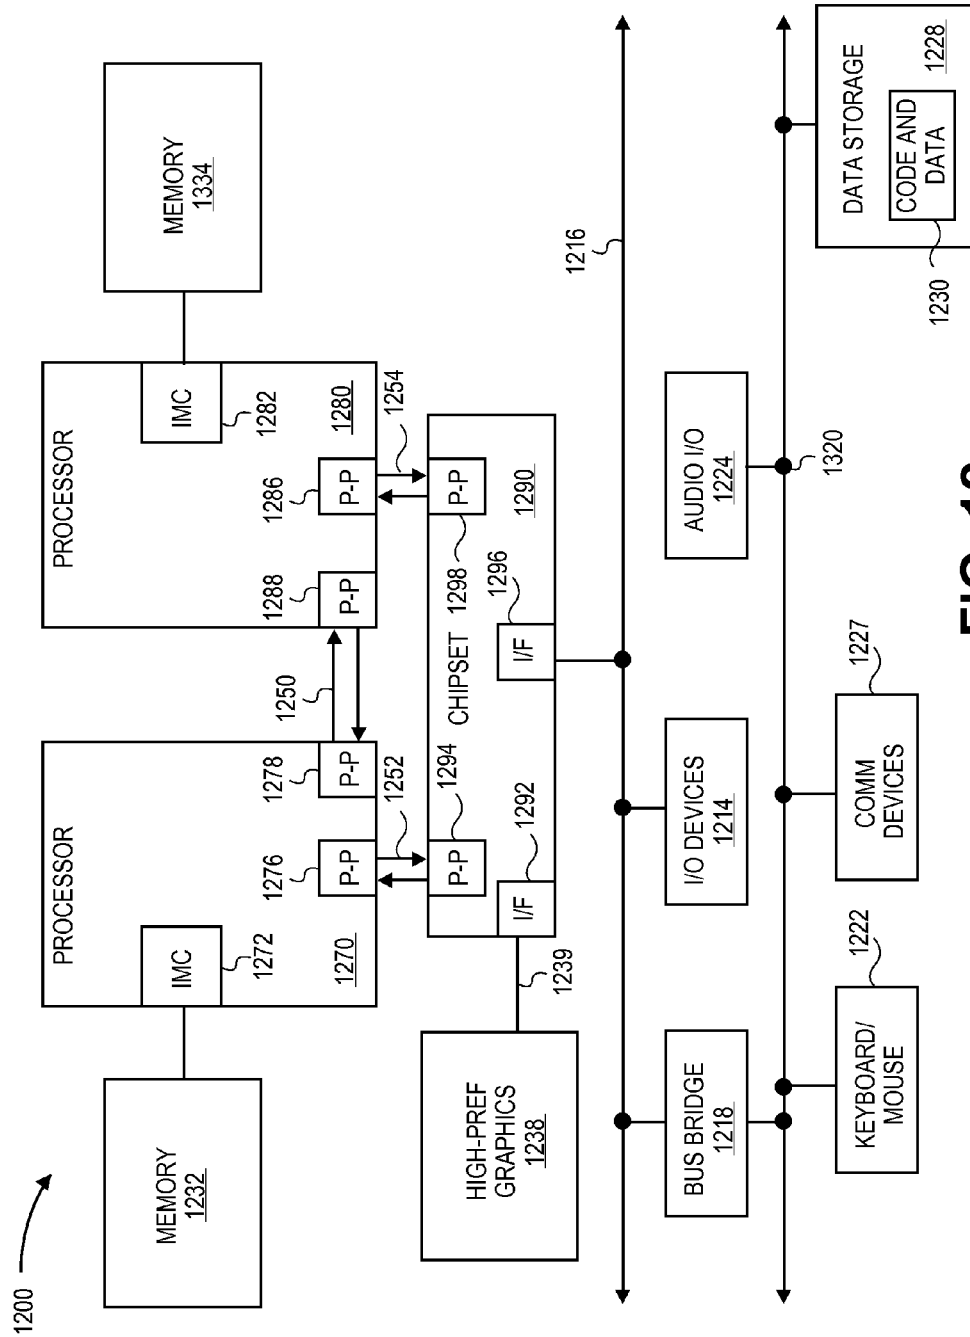 1200
MEMORY
1232
PROCESSOR
IMC
1272
1270
1276
P-P
1278
P-P
1250
PROCESSOR
IMC
1282
1280
1288
P-P
1286
P-P
MEMORY
1334
1252
1254
P-P
1294
CHIPSET
P-P
1298
1290
I/F
1292
I/F
1296
HIGH-PREF
GRAPHICS
1238
1239
1216
BUS BRIDGE
1218
I/O DEVICES
1214
AUDIO I/O
1224
1320
KEYBOARD/
MOUSE
1222
COMM
DEVICES
1227
DATA STORAGE
1228
CODE AND
DATA
1230